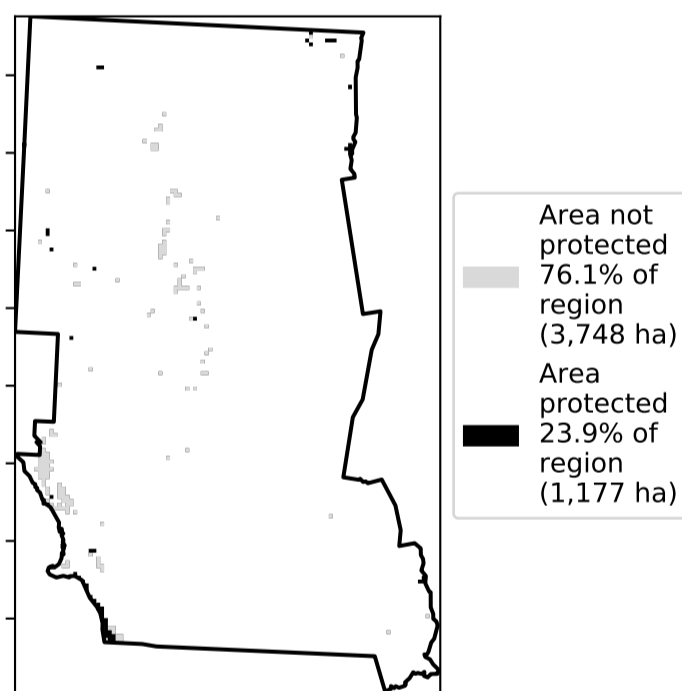 Area not
protected
76.1% of
region
(3,748 ha)
Area
protected
23.9% of
region
(1,177 ha)